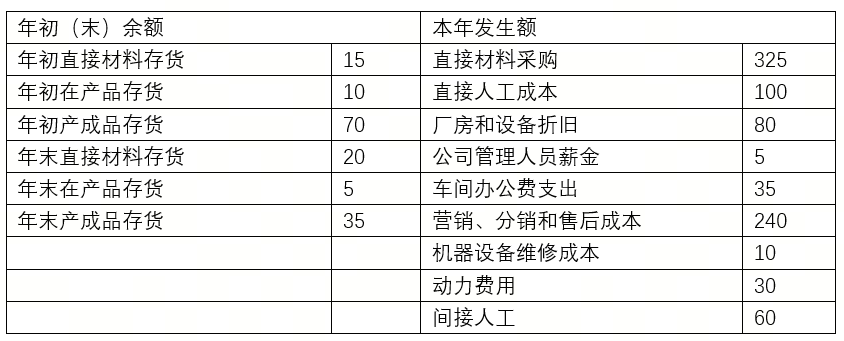 年初（末）余额 本年发生额
年初直接材料存货 15 直接材料采购 325
年初在产品存货 10 直接人工成本 100
年初产成品存货 70 厂房和设备折旧 80
年末直接材料存货 20 公司管理人员薪金 5
年末在产品存货 5 车间办公费支出 35
年末产成品存货 35 营销、分销和售后成本 240
机器设备维修成本 10
动力费用 30
间接人工 60